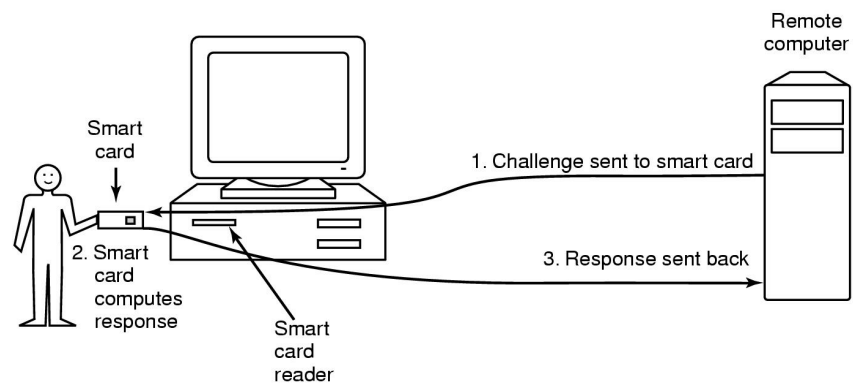 Remote
computer
Smart
card
1. Challenge sent to smart card
2. Smart
card
computes
response
3. Response sent back
Smart
card
reader